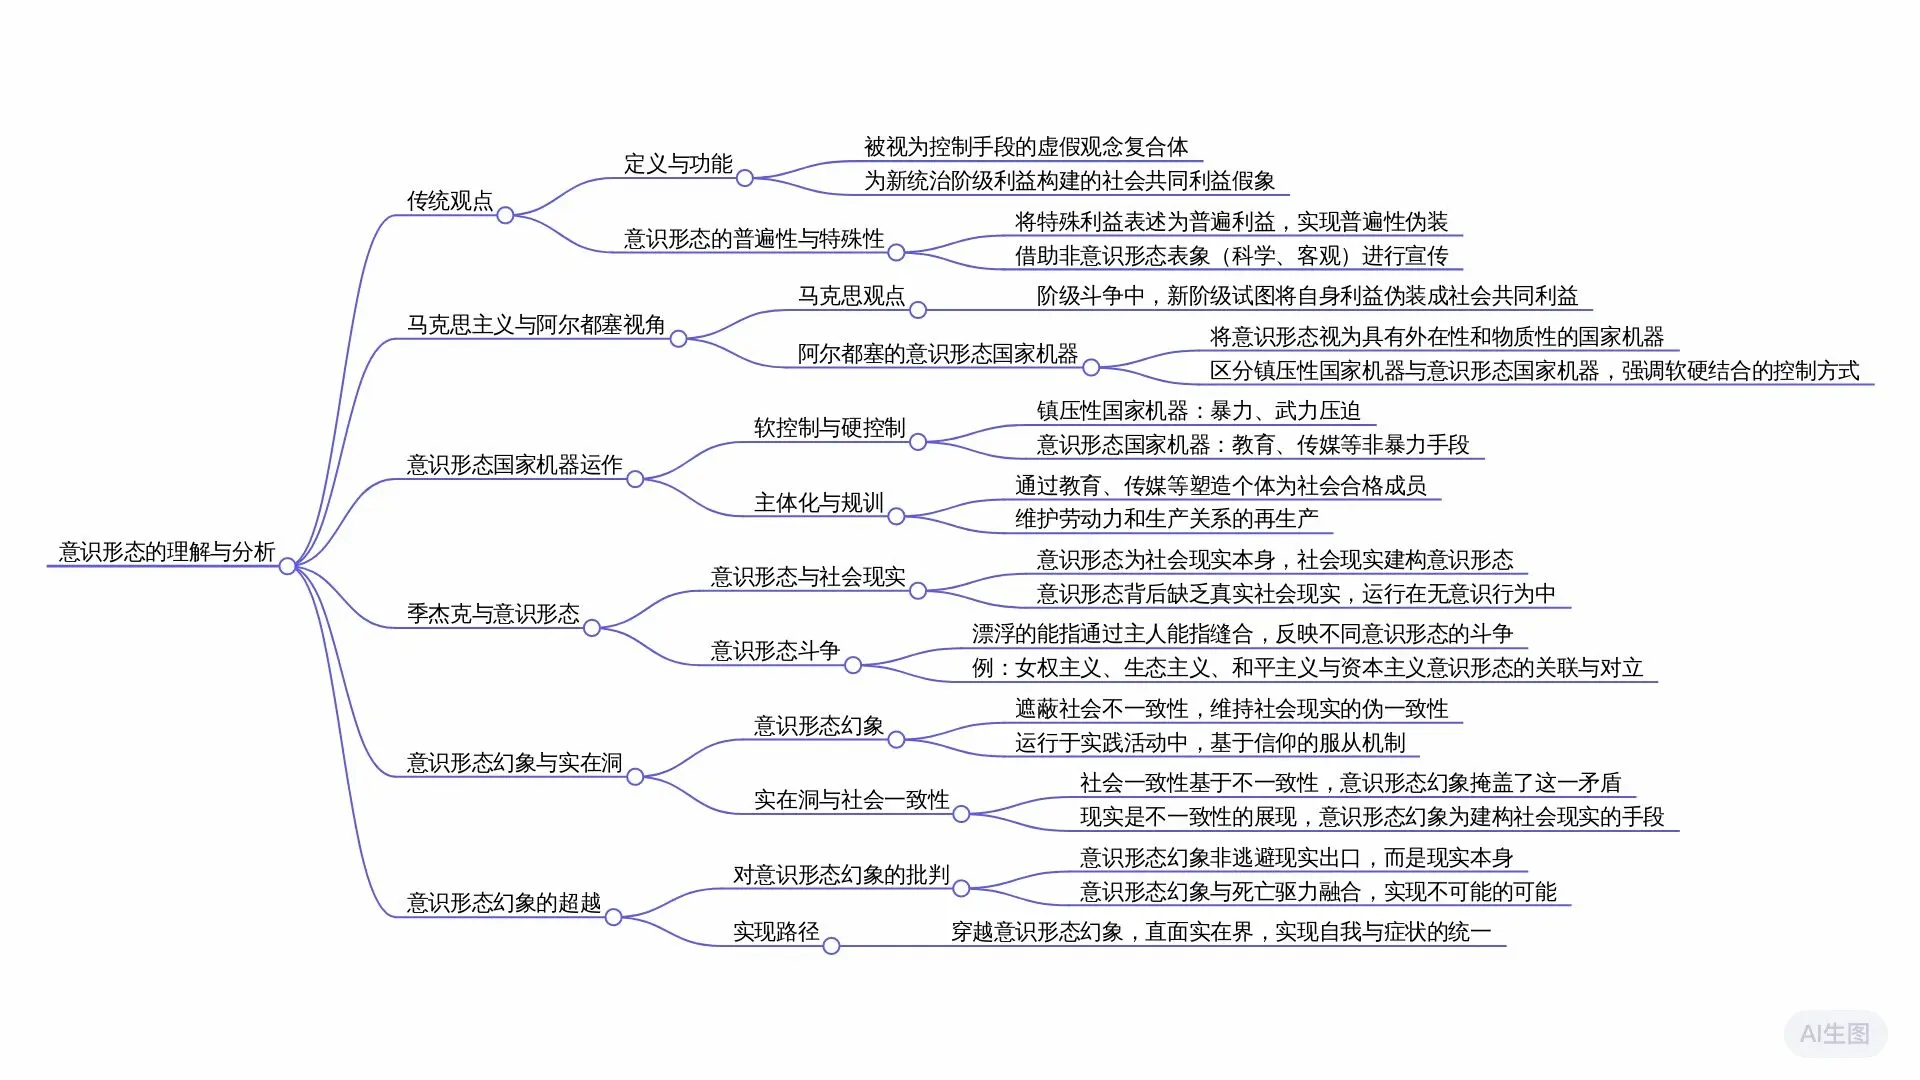 意识形态的理解与分析
传统观点
定义与功能
被视为控制手段的虚假观念复合体
为新统治阶级利益构建的社会共同利益假象
意识形态的普遍性与特殊性
将特殊利益表述为普遍利益，实现普遍性伪装
借助非意识形态表象（科学、客观）进行宣传
马克思主义与阿尔都塞视角
马克思观点
阶级斗争中，新阶级试图将自身利益伪装成社会共同利益
阿尔都塞的意识形态国家机器
将意识形态视为具有外在性和物质性的国家机器
区分镇压性国家机器与意识形态国家机器，强调软硬结合的控制方式
意识形态国家机器运作
软控制与硬控制
镇压性国家机器：暴力、武力压迫
意识形态国家机器：教育、传媒等非暴力手段
主体化与规训
通过教育、传媒等塑造个体为社会合格成员
维护劳动力和生产关系的再生产
季杰克与意识形态
意识形态与社会现实
意识形态为社会现实本身，社会现实建构意识形态
意识形态背后缺乏真实社会现实，运行在无意识行为中
意识形态斗争
漂浮的能指通过主人能指缝合，反映不同意识形态的斗争
例：女权主义、生态主义、和平主义与资本主义意识形态的关联与对立
意识形态幻象与实在洞
意识形态幻象
遮蔽社会不一致性，维持社会现实的伪一致性
运行于实践活动中，基于信仰的服从机制
实在洞与社会一致性
社会一致性基于不一致性，意识形态幻象掩盖了这一矛盾
现实是不一致性的展现，意识形态幻象为建构社会现实的手段
意识形态幻象的超越
对意识形态幻象的批判
意识形态幻象非逃避现实出口，而是现实本身
意识形态幻象与死亡驱力融合，实现不可能的可能
实现路径
穿越意识形态幻象，直面实在界，实现自我与症状的统一
AI生图